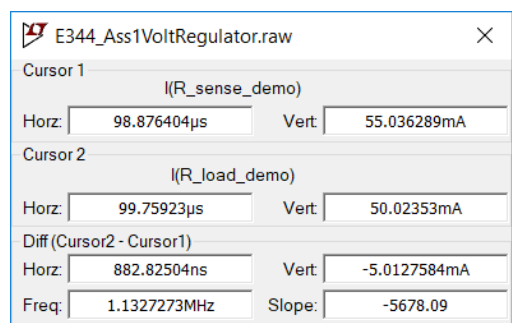 E344_Ass1VoltRegulator.raw
Cursor 1
I(R_sense_demo)
Horz: 98.876404µs Vert: 55.036289mA
Cursor 2
I(R_load_demo)
Horz: 99.75923µs Vert: 50.02353mA
Diff (Cursor2 - Cursor1)
Horz: 882.82504ns Vert: -5.0127584mA
Freq: 1.1327273MHz Slope: -5678.09